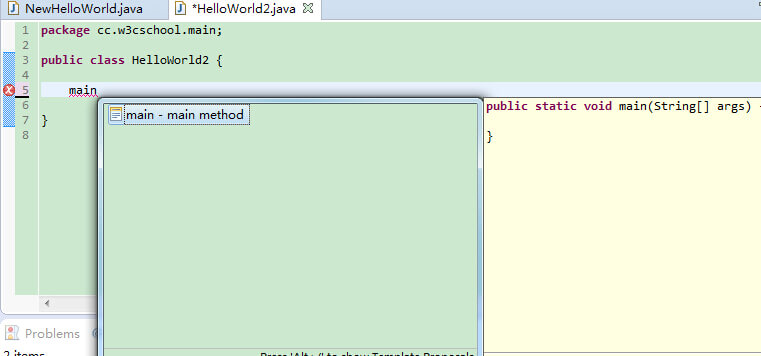 NewHelloWorld.java
*HelloWorld2.java
1 package cc.w3cschool.main;
2
3 public class HelloWorld2 {
4
5 main
6
7 }
8
main - main method
public static void main(String[] args)
}
Problems
2 items
Press 'Alt+/' to show Template Proposals